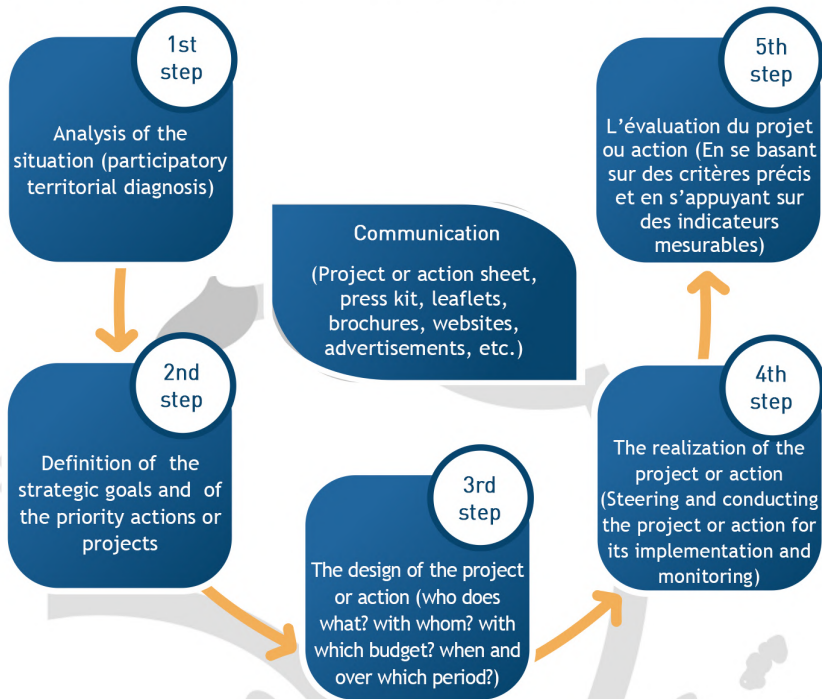 1st
step
Analysis of the
situation (participatory
territorial diagnosis)
2nd
step
Definition of the
strategic goals and of
the priority actions or
projects
3rd
step
The design of the project
or action (who does
what? with whom? with
which budget? when and
over which period?)
4th
step
The realization of the
project or action
(Steering and conducting
the project or action for
its implementation and
monitoring)
5th
step
L'évaluation du projet
ou action (En se basant
sur des critères précis
et en s'appuyant sur
des indicateurs
mesurables)
Communication
(Project or action sheet,
press kit, leaflets,
brochures, websites,
advertisements, etc.)